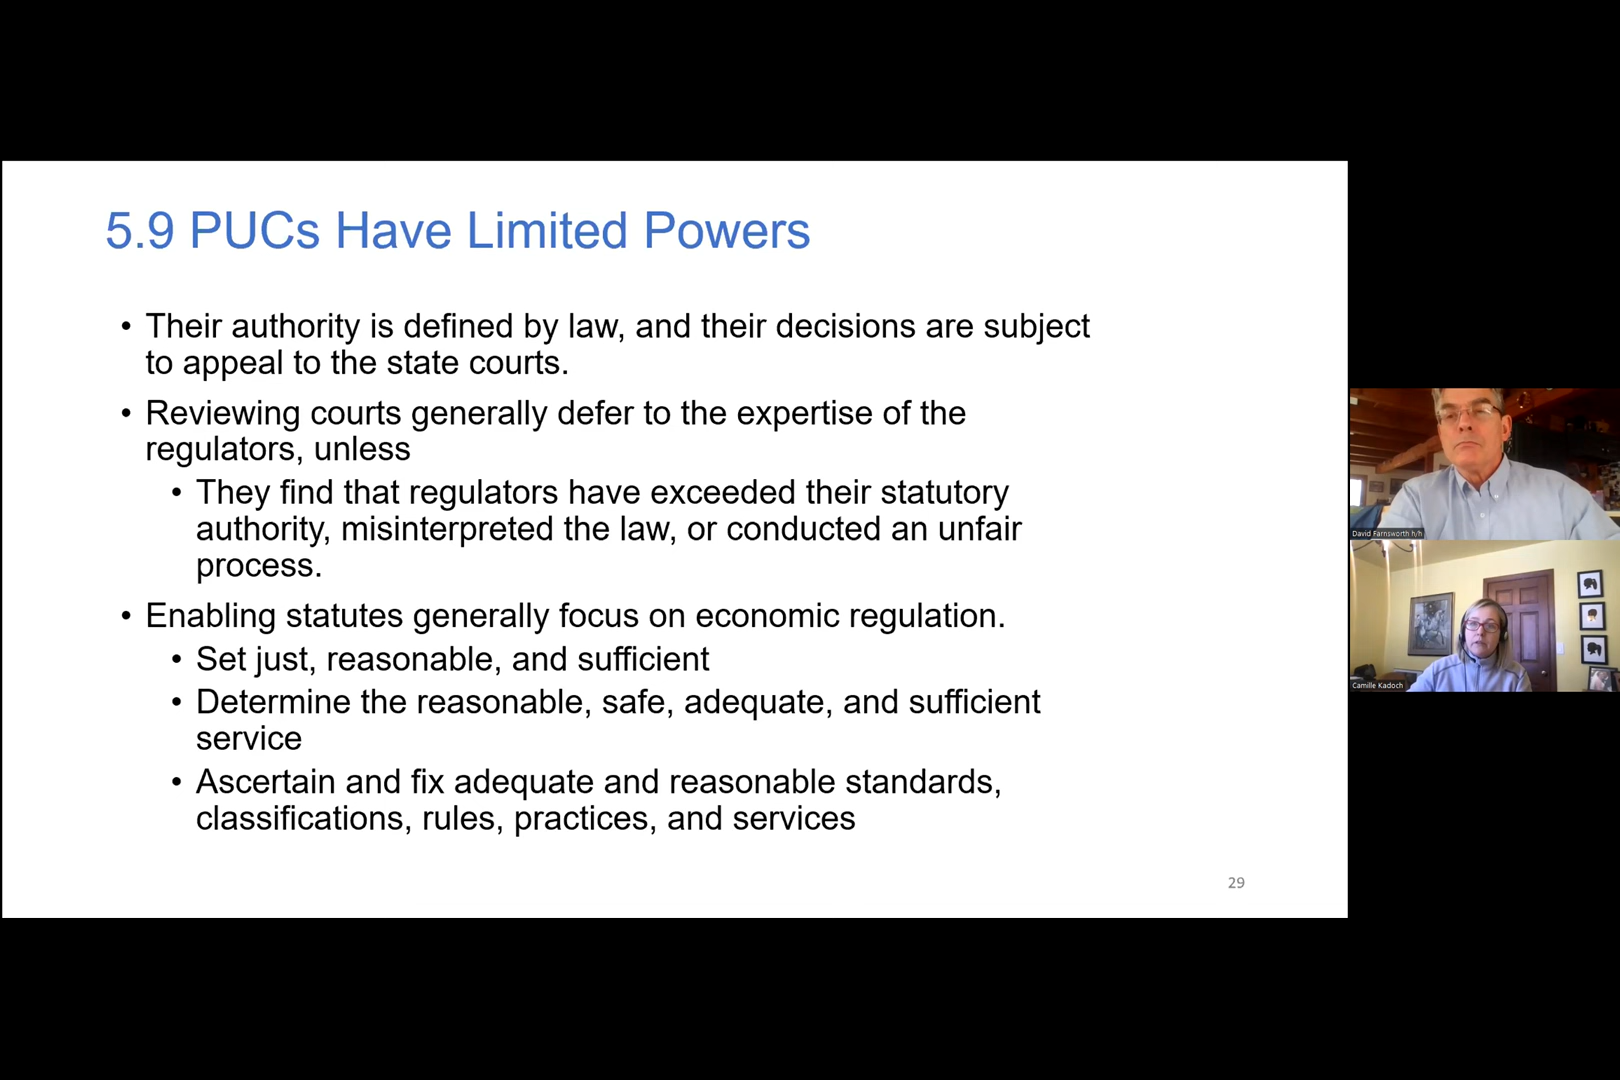 5.9 PUCs Have Limited Powers
• Their authority is defined by law, and their decisions are subject
to appeal to the state courts.
• Reviewing courts generally defer to the expertise of the
regulators, unless
• They find that regulators have exceeded their statutory
authority, misinterpreted the law, or conducted an unfair
process.
• Enabling statutes generally focus on economic regulation.
• Set just, reasonable, and sufficient
• Determine the reasonable, safe, adequate, and sufficient
service
• Ascertain and fix adequate and reasonable standards,
classifications, rules, practices, and services
29
David Farnsworth h/h
Camille Kadoch